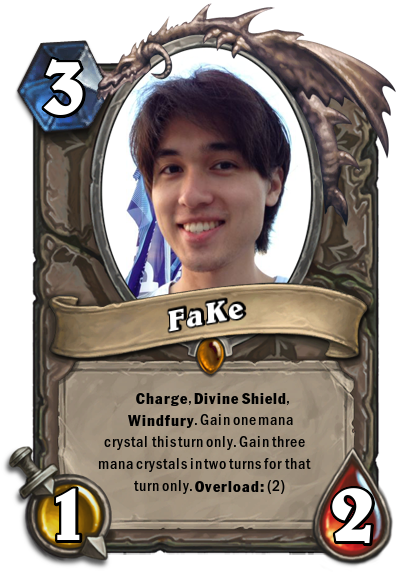 3
FaKe
Charge, Divine Shield,
Windfury. Gain one mana
crystal this turn only. Gain three
mana crystals in two turns for that
turn only. Overload: (2)
1
2